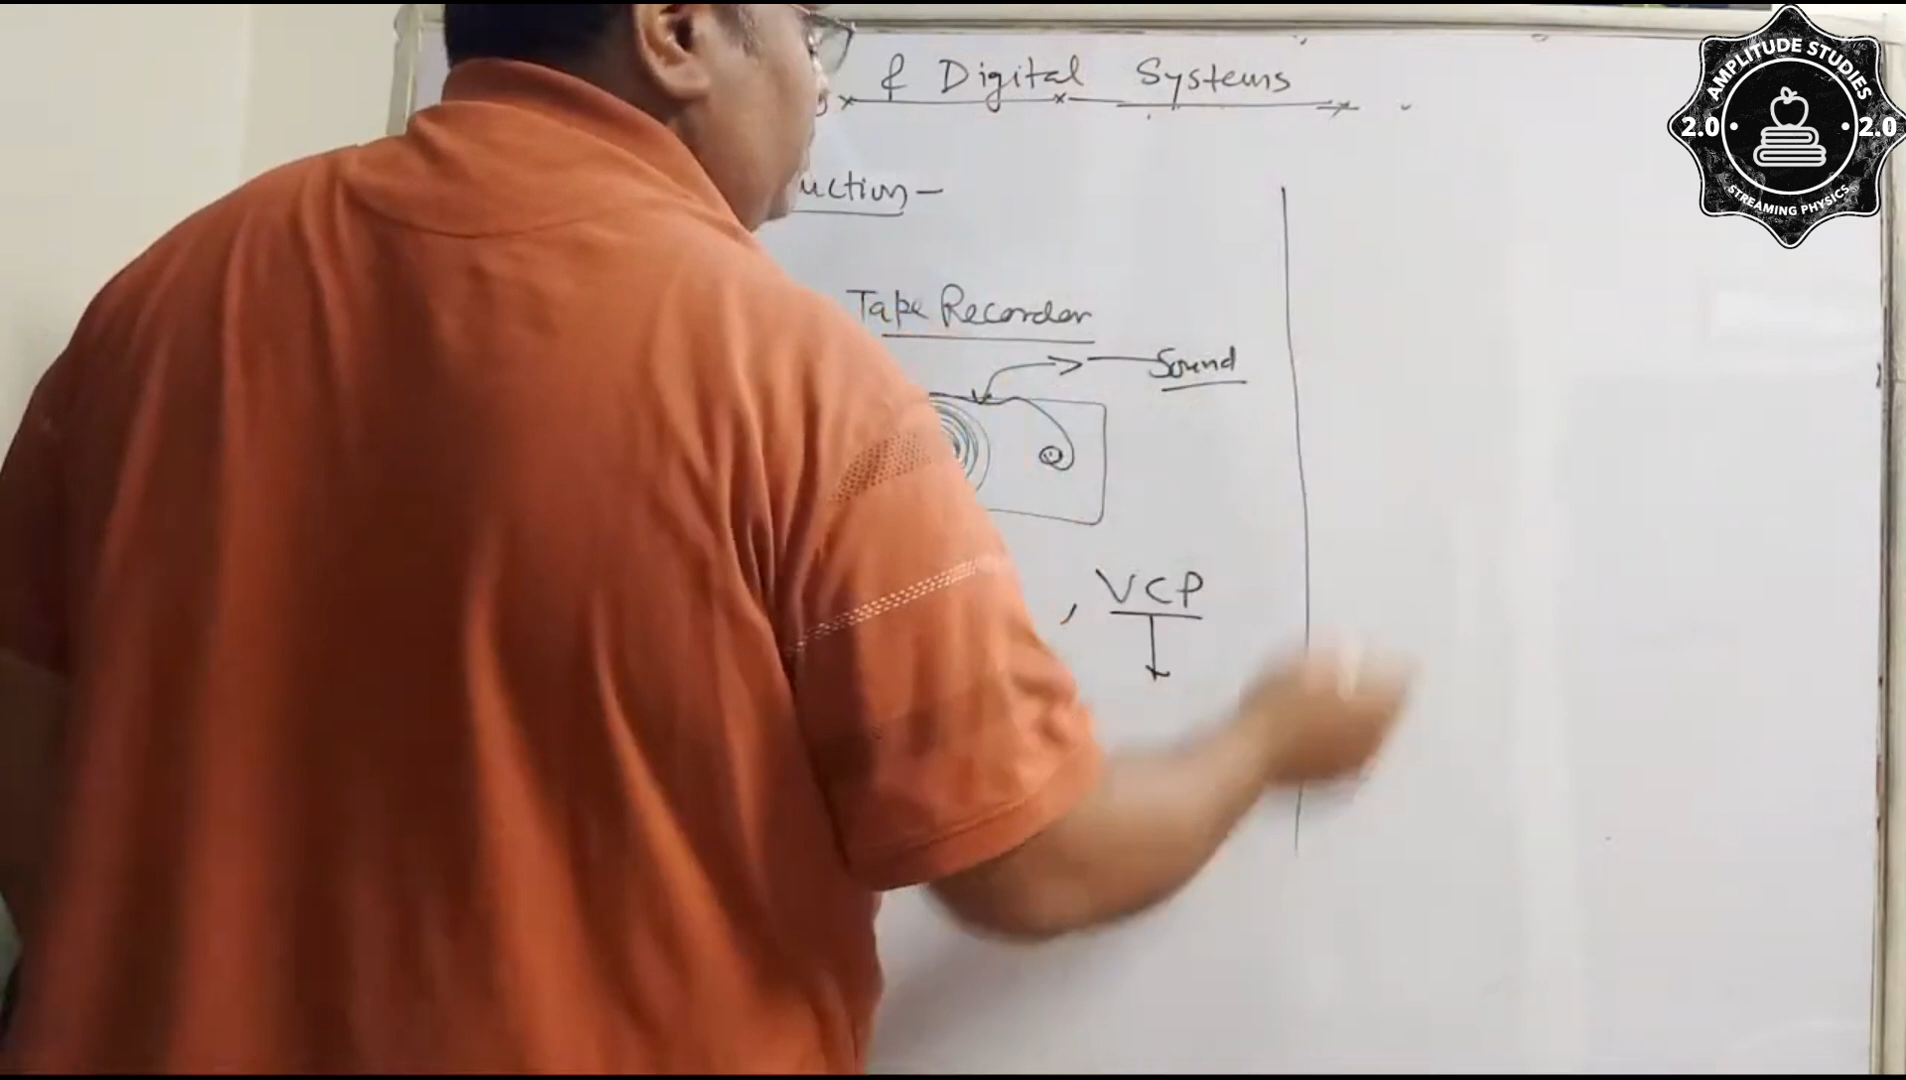 & Digital Systems
uction -
Tape Recorder
Sound
, VCP
AMPLITUDE STUDIES
2.0 • • 2.0
STREAMING PHYSICS